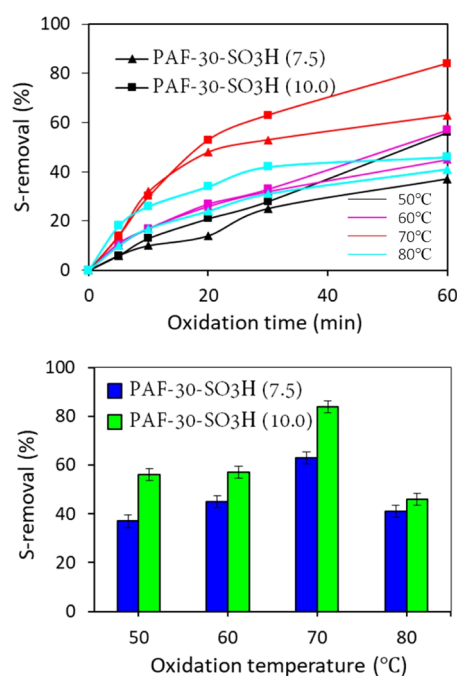 100
80
60
40
20
0
S-removal (%)
PAF-30-SO3H (7.5)
PAF-30-SO3H (10.0)
50℃
60℃
70℃
80℃
0 20 40 60
Oxidation time (min)
100
80
60
40
20
0
S-removal (%)
PAF-30-SO3H (7.5)
PAF-30-SO3H (10.0)
50 60 70 80
Oxidation temperature (℃)